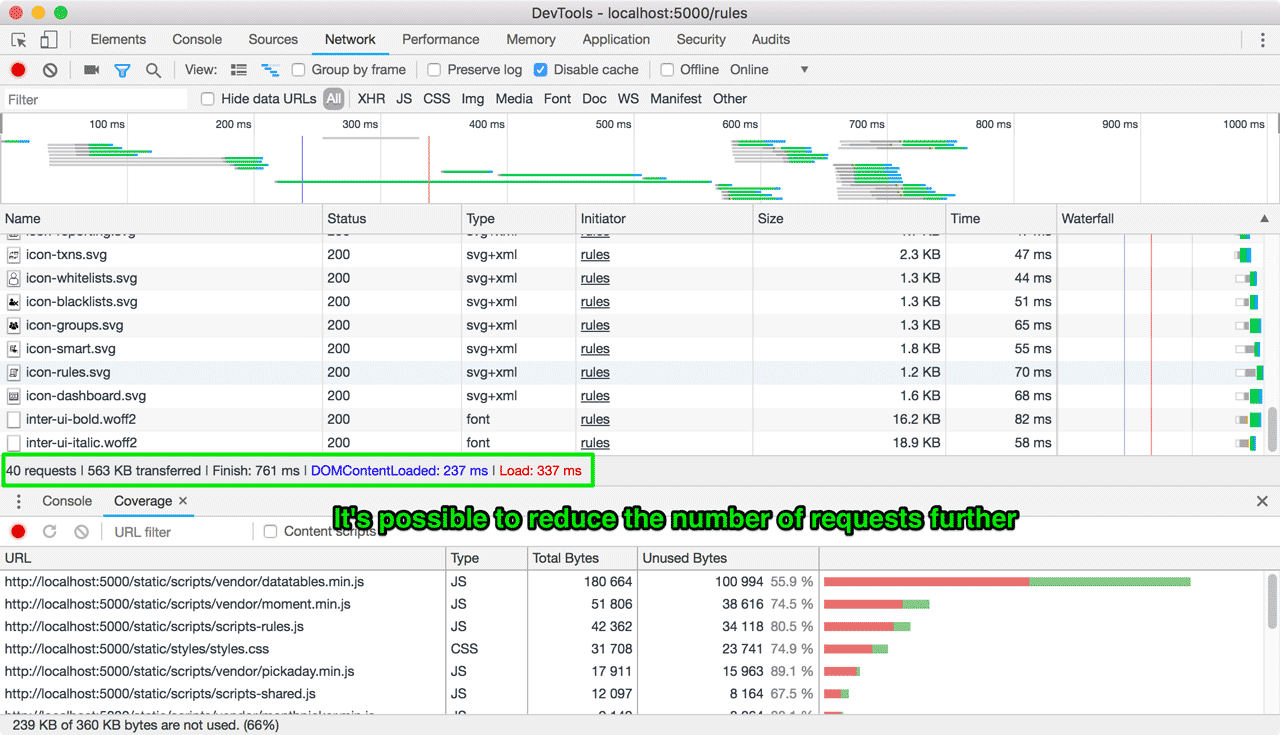 DevTools - localhost:5000/rules
Elements Console Sources Network Performance Memory Application Security Audits
View: Group by frame Preserve log Disable cache Offline Online
Filter Hide data URLs All XHR JS CSS Img Media Font Doc WS Manifest Other
100 ms 200 ms 300 ms 400 ms 500 ms 600 ms 700 ms 800 ms 900 ms 1000 ms
Name Status Type Initiator Size Time Waterfall
icon-txns.svg 200 svg+xml rules 2.3 KB 47 ms
icon-whitelists.svg 200 svg+xml rules 1.3 KB 44 ms
icon-blacklists.svg 200 svg+xml rules 1.3 KB 51 ms
icon-groups.svg 200 svg+xml rules 1.3 KB 65 ms
icon-smart.svg 200 svg+xml rules 1.8 KB 55 ms
icon-rules.svg 200 svg+xml rules 1.2 KB 70 ms
icon-dashboard.svg 200 svg+xml rules 1.6 KB 68 ms
inter-ui-bold.woff2 200 font rules 16.2 KB 82 ms
inter-ui-italic.woff2 200 font rules 18.9 KB 58 ms
40 requests | 563 KB transferred | Finish: 761 ms | DOMContentLoaded: 237 ms | Load: 337 ms
Console Coverage
It's possible to reduce the number of requests further
URL filter Content scripts
URL Type Total Bytes Unused Bytes
http://localhost:5000/static/scripts/vendor/datatables.min.js JS 180 664 100 994 55.9 %
http://localhost:5000/static/scripts/vendor/moment.min.js JS 51 806 38 616 74.5 %
http://localhost:5000/static/scripts/scripts-rules.js JS 42 362 34 118 80.5 %
http://localhost:5000/static/styles/styles.css CSS 31 708 23 741 74.9 %
http://localhost:5000/static/scripts/vendor/pickaday.min.js JS 17 911 15 963 89.1 %
http://localhost:5000/static/scripts/scripts-shared.js JS 12 097 8 164 67.5 %
239 KB of 360 KB bytes are not used. (66%)